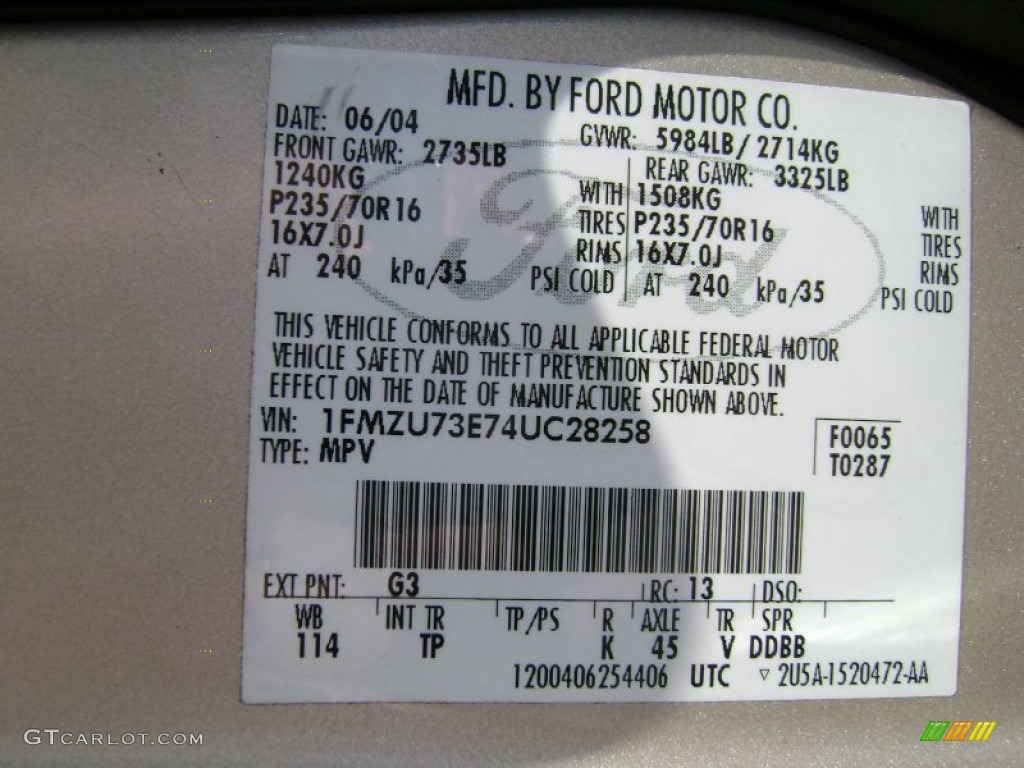 MFD. BY FORD MOTOR CO.
DATE: 06/04
GVWR: 5984LB/ 2714KG
FRONT GAWR: 2735LB
REAR GAWR: 3325LB
1240KG WITH 1508KG WITH
P235/70R16 TIRES P235/70R16 TIRES
16X7.0J RIMS 16X7.0J RIMS
AT 240 kPa/35 PSI COLD AT 240 kPa/35 PSI COLD
Ford
THIS VEHICLE CONFORMS TO ALL APPLICABLE FEDERAL MOTOR
VEHICLE SAFETY AND THEFT PREVENTION STANDARDS IN
EFFECT ON THE DATE OF MANUFACTURE SHOWN ABOVE.
VIN: 1FMZU73E74UC28258
F0065
TYPE: MPV
T0287
EXT PNT: G3 RC: 13 DSO:
WB INT TR TP/PS R AXLE TR SPR
114 TP K 45 V DDBB
1200406254406 UTC ▽ 2U5A-1520472-AA
GTCARLOT.COM